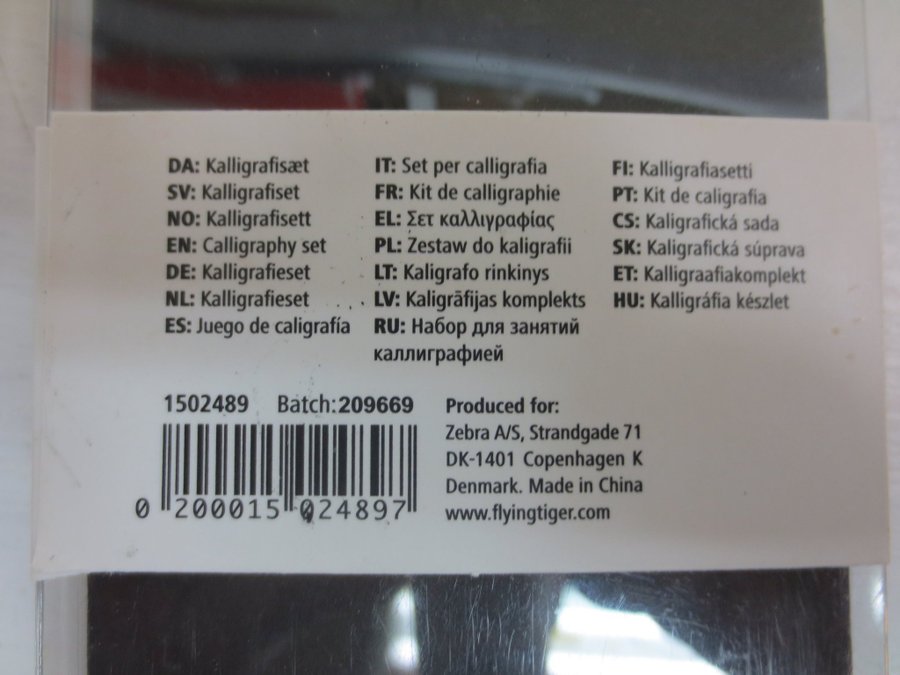 DA: Kalligrafisæt
SV: Kalligrafiset
NO: Kalligrafisett
EN: Calligraphy set
DE: Kalligrafieset
NL: Kalligrafieset
ES: Juego de caligrafía
IT: Set per calligrafia
FR: Kit de calligraphie
EL: Σετ καλλιγραφίας
PL: Zestaw do kaligrafii
LT: Kaligrafo rinkinys
LV: Kaligrāfijas komplekts
RU: Набор для занятий
каллиграфией
FI: Kalligrafiasetti
PT: Kit de caligrafia
CS: Kaligrafická sada
SK: Kaligrafická súprava
ET: Kalligraafiakomplekt
HU: Kalligráfia készlet
1502489 Batch:209669
0 200015 024897
Produced for:
Zebra A/S, Strandgade 71
DK-1401 Copenhagen K
Denmark. Made in China
www.flyingtiger.com